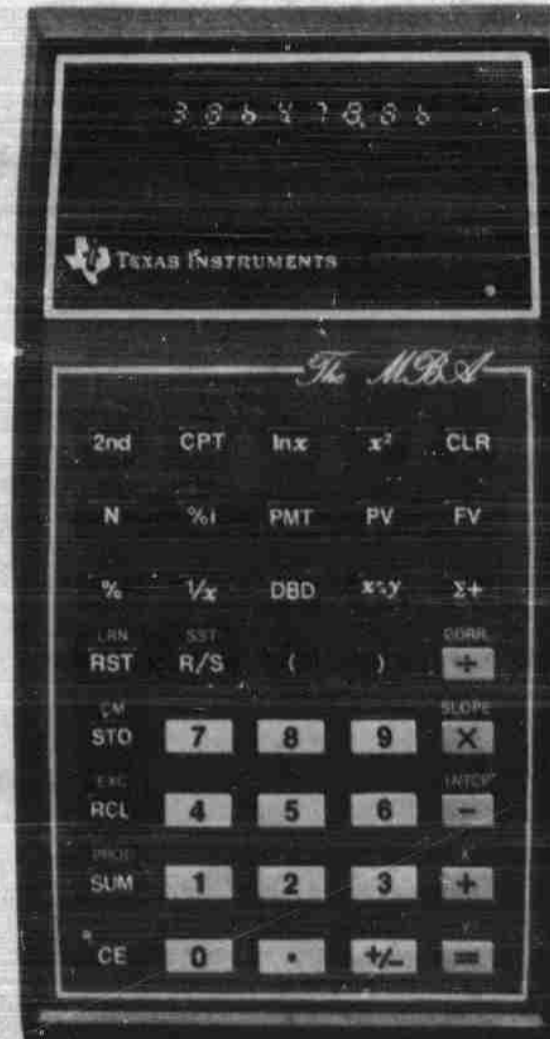 TEXAS INSTRUMENTS
The MBA
2nd CPT lnx x² CLR
N %i PMT PV FV
% 1/x DBD Σ+
LRN SST CORR
RST R/S ( ) ÷
CM SLOPE
STO 7 8 9 ×
EXC INTCP
RCL 4 5 6 −
PROD
SUM 1 2 3 +
CE 0 . +/− =